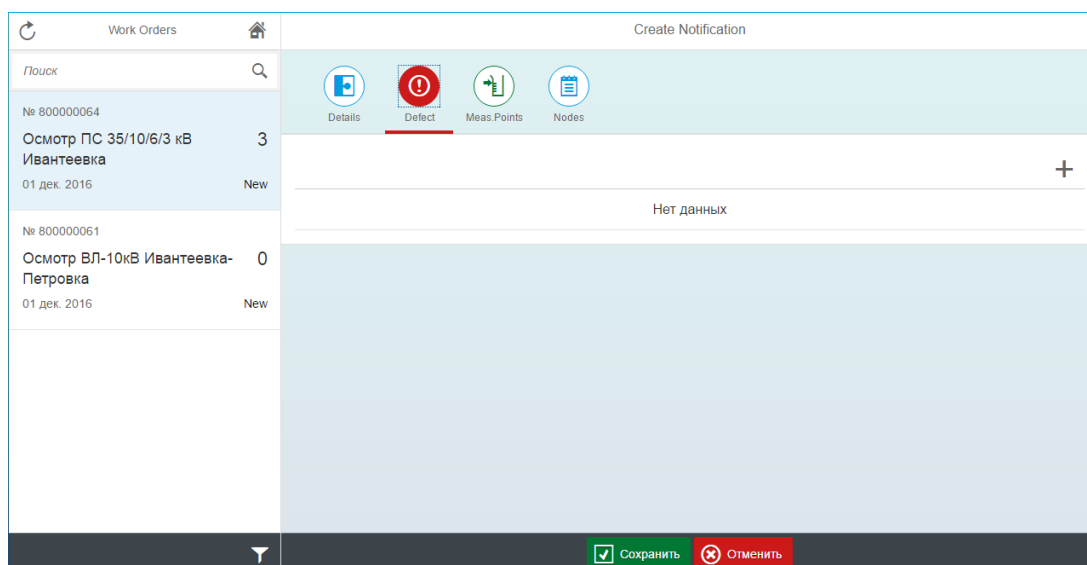 Work Orders
Поиск
№ 800000064
Осмотр ПС 35/10/6/3 кВ 3
Ивантеевка
01 дек. 2016 New
№ 800000061
Осмотр ВЛ-10кВ Ивантеевка- 0
Петровка
01 дек. 2016 New
Create Notification
Details Defect Meas.Points Nodes
Нет данных
Сохранить Отменить